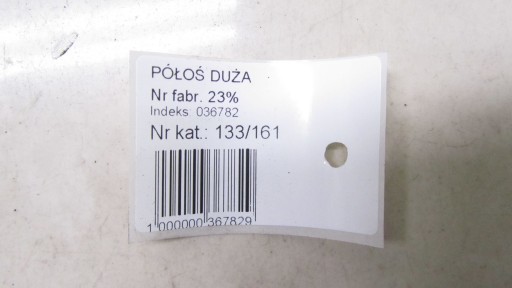 PÓŁOŚ DUŻA
Nr fabr. 23%
Indeks: 036782
Nr kat.: 133/161
1 000000 367829